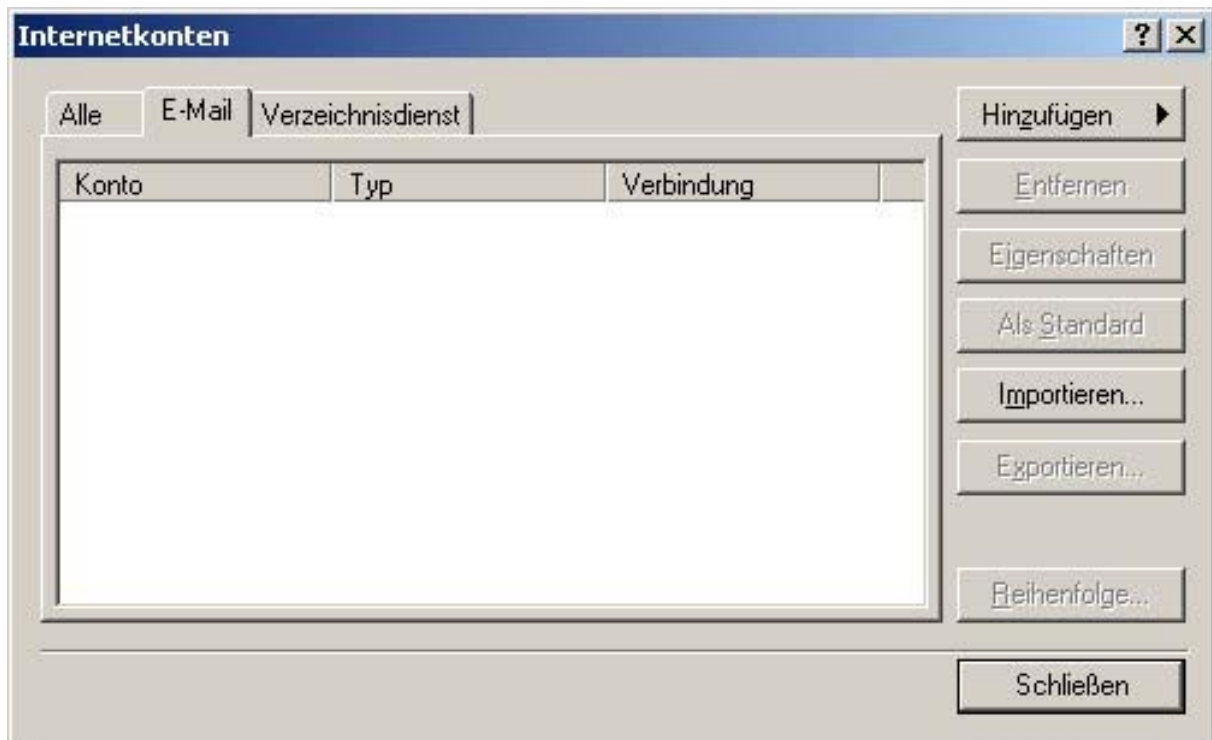 Internetkonten
Alle E-Mail Verzeichnisdienst
Konto Typ Verbindung
Hinzufügen
Entfernen
Eigenschaften
Als Standard
Importieren...
Exportieren...
Reihenfolge...
Schließen